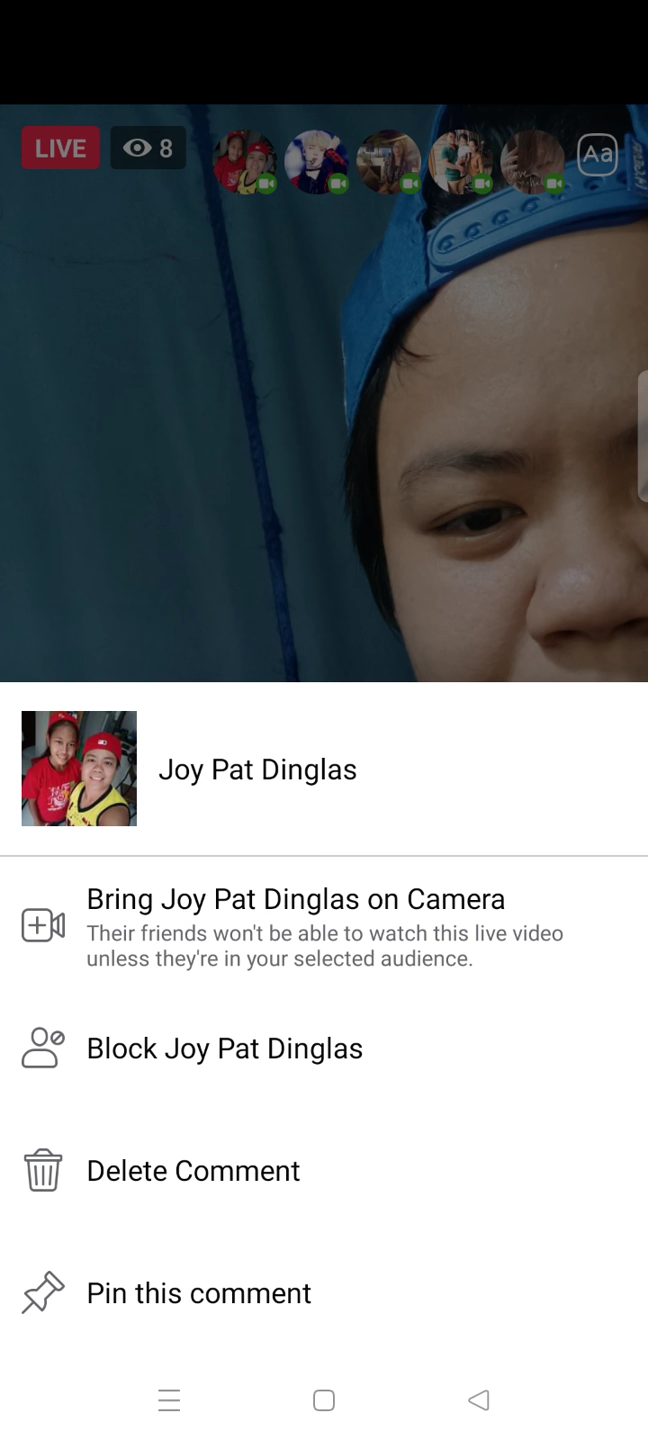 LIVE 8 Aa
Joy Pat Dinglas
Bring Joy Pat Dinglas on Camera
Their friends won't be able to watch this live video
unless they're in your selected audience.
Block Joy Pat Dinglas
Delete Comment
Pin this comment